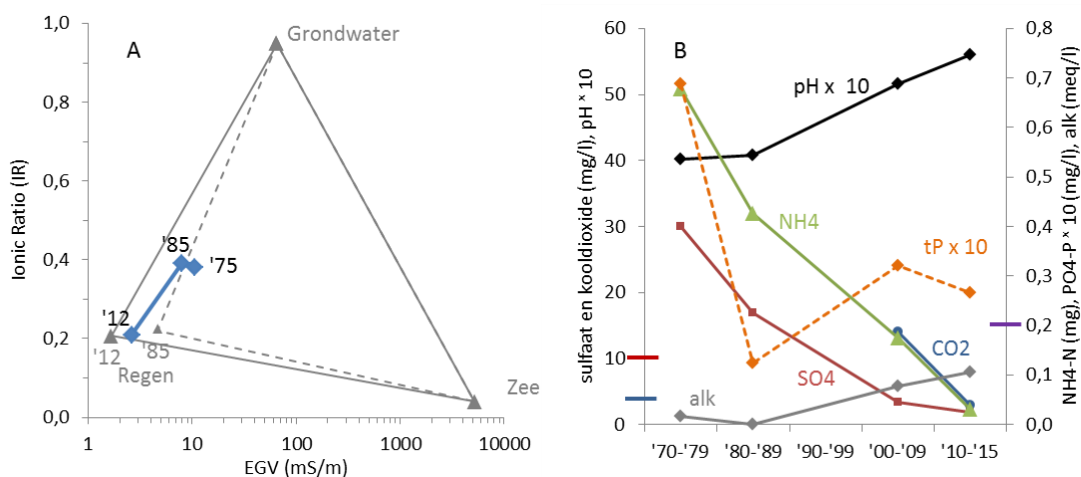 A
Ionic Ratio (IR)
1,0
0,8
0,6
0,4
0,2
0,0
Grondwater
'85
'75
'12
'12
'85
Regen
Zee
1
10
100
1000
10000
EGV (mS/m)
B
sulfaat en kooldioxide (mg/l), pH * 10
60
50
40
30
20
10
0
pH x 10
NH4
tP x 10
SO4
CO2
alk
0,8
0,7
0,6
0,5
0,4
0,3
0,2
0,1
0,0
NH4-N (mg), PO4-P * 10 (mg/l), alk (meq/l)
'70-'79
'80-'89
'90-'99
'00-'09
'10-'15